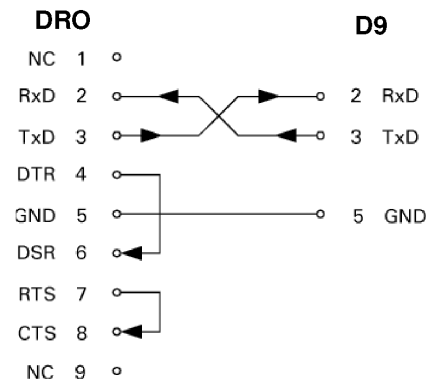 DRO D9
NC 1
RxD 2 2 RxD
TxD 3 3 TxD
DTR 4
GND 5 5 GND
DSR 6
RTS 7
CTS 8
NC 9